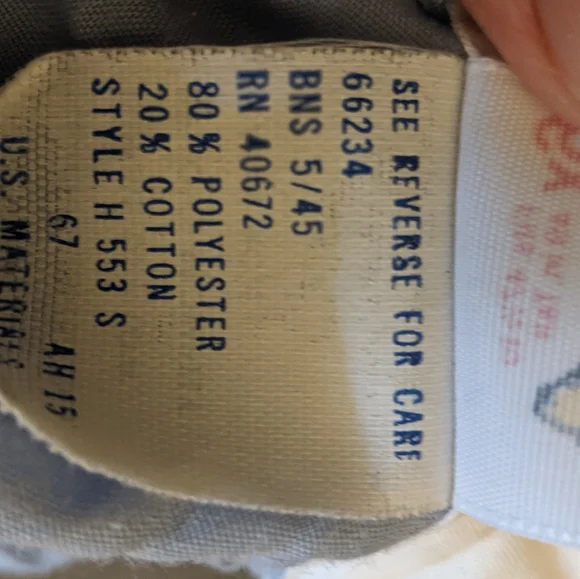 SEE REVERSE FOR CARE
66234
BNS 5/45
RN 40672
80% POLYESTER
20% COTTON
STYLE H 553 S
67 AH 15
U.S. MATERIALS